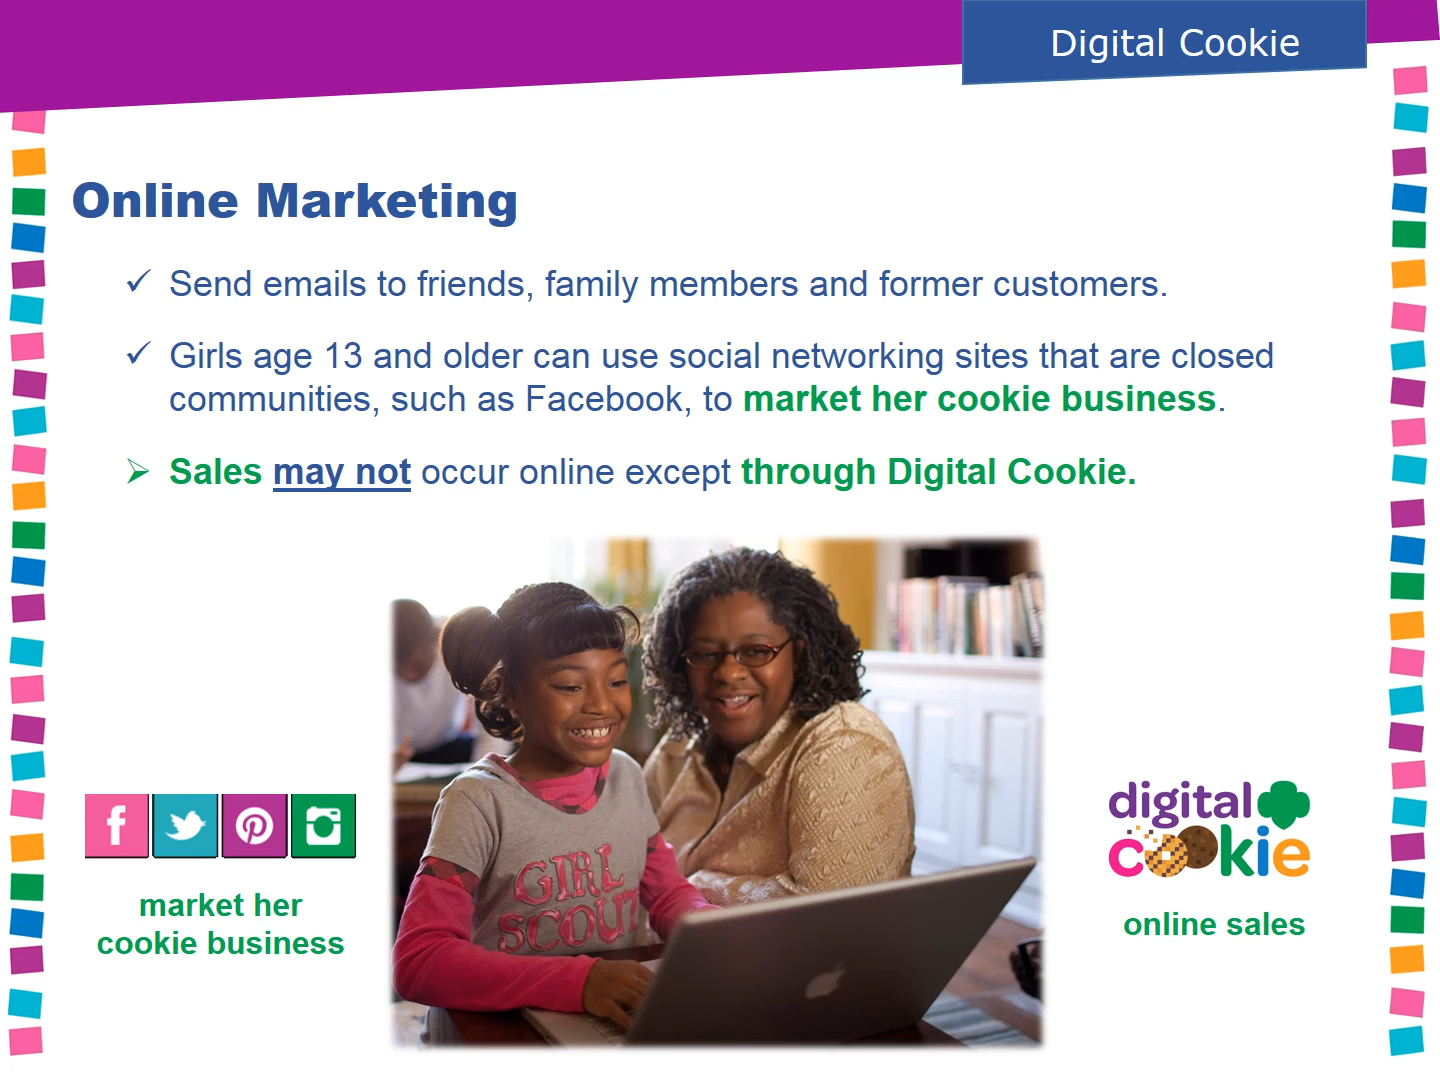 Digital Cookie
Online Marketing
✓ Send emails to friends, family members and former customers.
✓ Girls age 13 and older can use social networking sites that are closed
communities, such as Facebook, to market her cookie business.
➢ Sales may not occur online except through Digital Cookie.
GIRL
SCOUT
market her
cookie business
digital
cookie
online sales